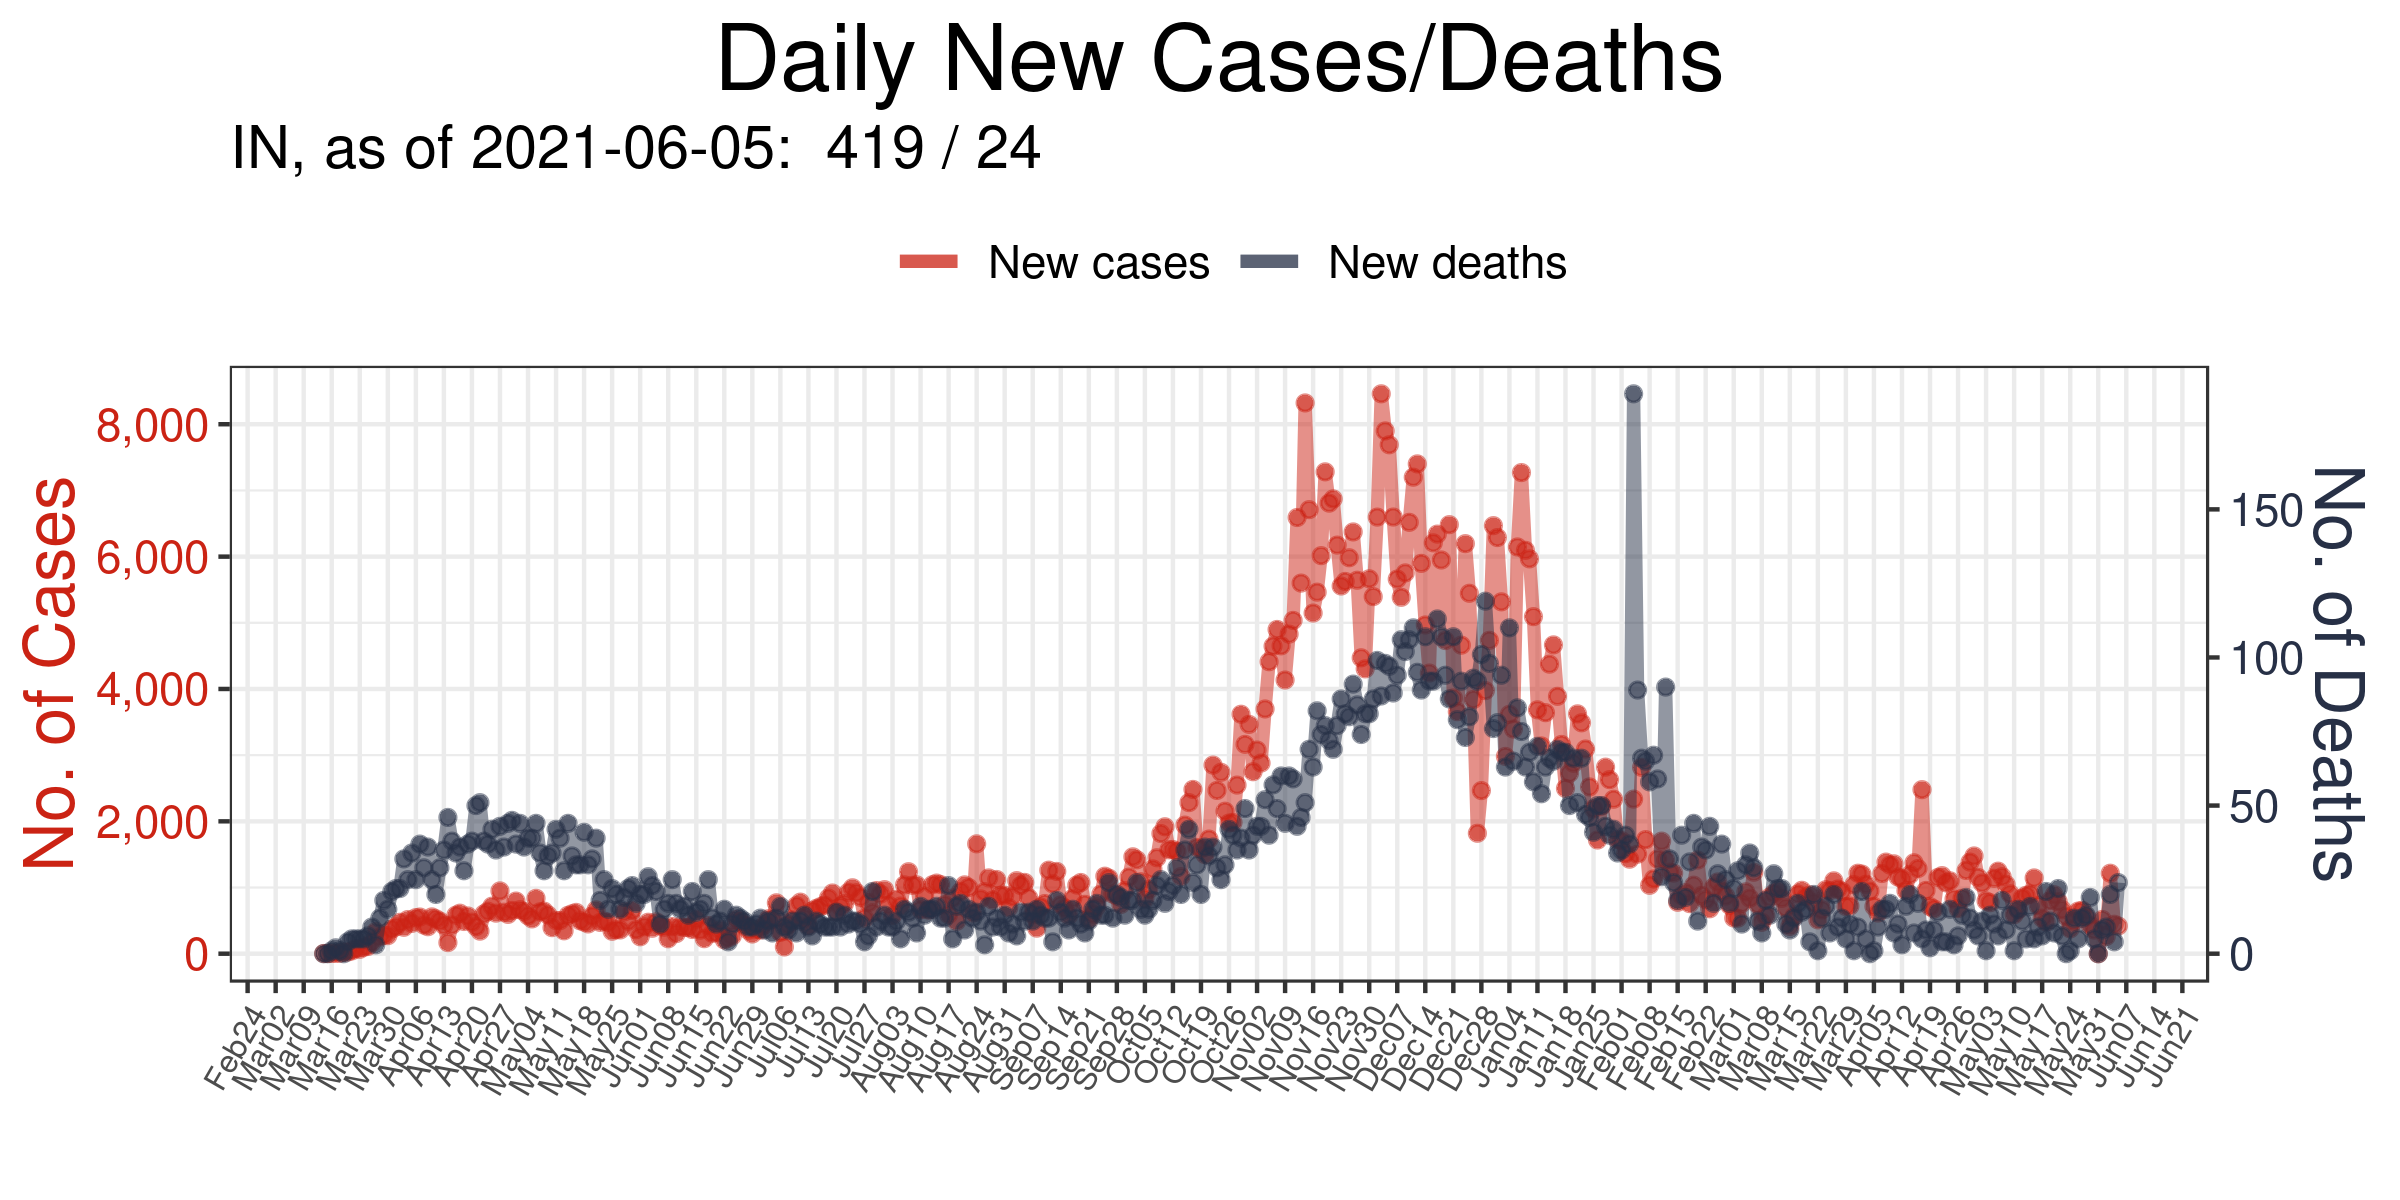 Daily New Cases/Deaths
IN, as of 2021-06-05:  419 / 24
New cases
New deaths
No. of Cases
8,000
6,000
4,000
2,000
0
150
100
50
0
No. of Deaths
Feb24
Mar02
Mar09
Mar16
Mar23
Mar30
Apr06
Apr13
Apr20
Apr27
May04
May11
May18
May25
Jun01
Jun08
Jun15
Jun22
Jun29
Jul06
Jul13
Jul20
Jul27
Aug03
Aug10
Aug17
Aug24
Aug31
Sep07
Sep14
Sep21
Sep28
Oct05
Oct12
Oct19
Oct26
Nov02
Nov09
Nov16
Nov23
Nov30
Dec07
Dec14
Dec21
Dec28
Jan04
Jan11
Jan18
Jan25
Feb01
Feb08
Feb15
Feb22
Mar01
Mar08
Mar15
Mar22
Mar29
Apr05
Apr12
Apr19
Apr26
May03
May10
May17
May24
May31
Jun07
Jun14
Jun21